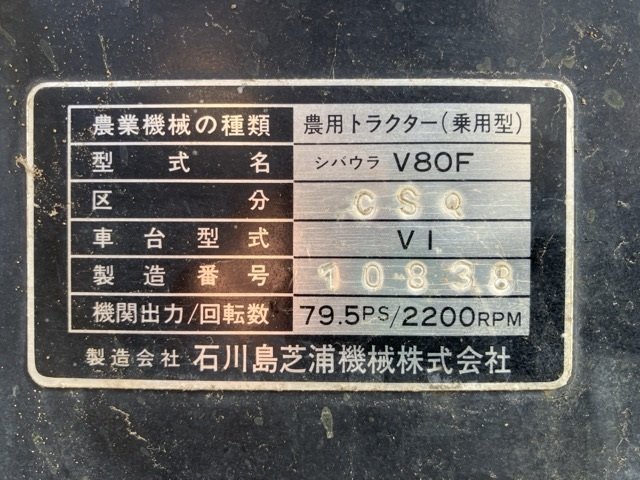 農業機械の種類 農用トラクター(乗用型)
型式名 シバウラ V80F
区分 CSQ
車台型式 V1
製造番号 10838
機関出力/回転数 79.5PS/2200RPM
製造会社 石川島芝浦機械株式会社